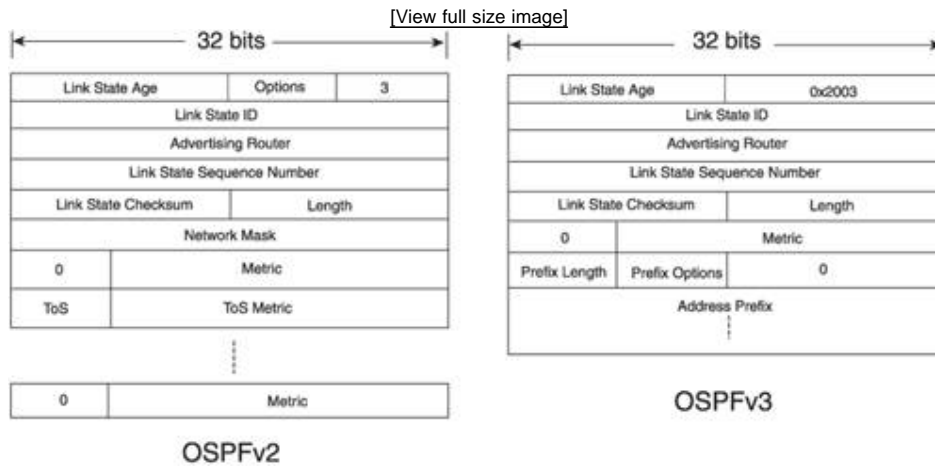 [View full size image]
32 bits
Link State Age Options 3
Link State ID
Advertising Router
Link State Sequence Number
Link State Checksum Length
Network Mask
0 Metric
ToS ToS Metric
0 Metric
OSPFv2
32 bits
Link State Age 0x2003
Link State ID
Advertising Router
Link State Sequence Number
Link State Checksum Length
0 Metric
Prefix Length Prefix Options 0
Address Prefix
OSPFv3